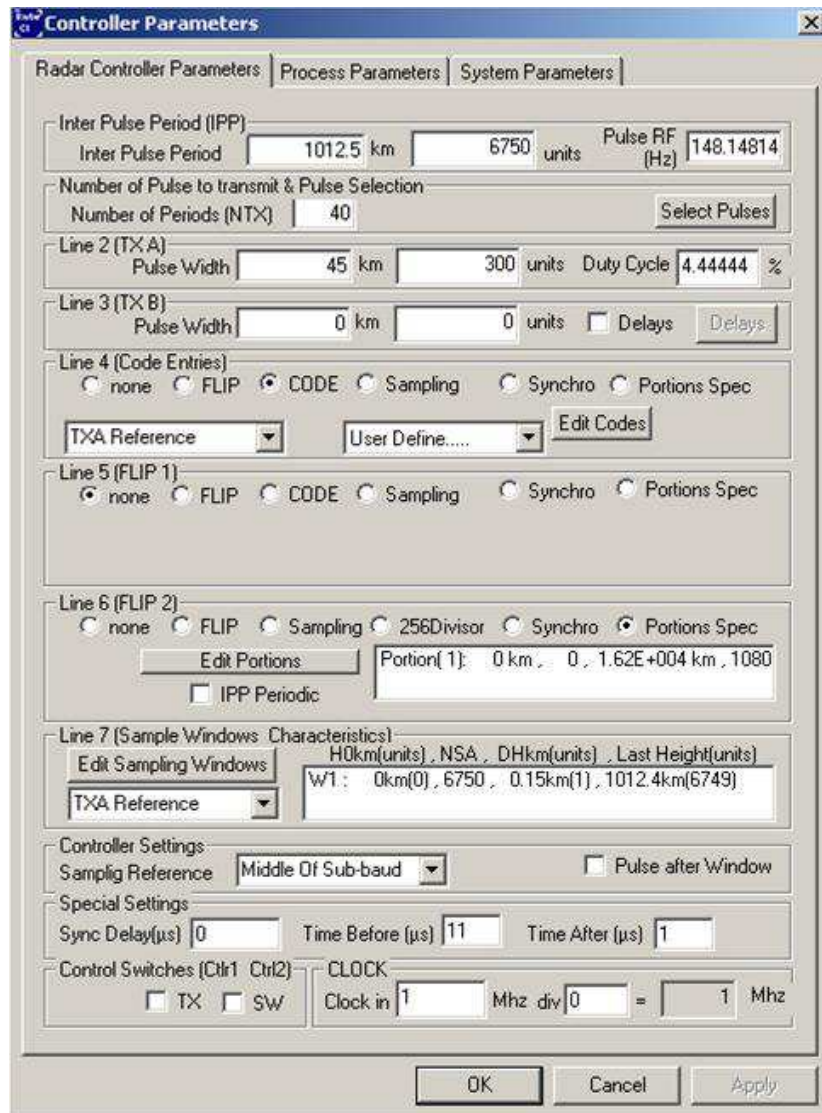 Controller Parameters
Radar Controller Parameters Process Parameters System Parameters
Inter Pulse Period (IPP)
Inter Pulse Period 1012.5 km 6750 units Pulse RF (Hz) 148.14814
Number of Pulse to transmit & Pulse Selection
Number of Periods (NTX) 40 Select Pulses
Line 2 (TX A)
Pulse Width 45 km 300 units Duty Cycle 4.44444 %
Line 3 (TX B)
Pulse Width 0 km 0 units Delays Delays
Line 4 (Code Entries)
none FLIP CODE Sampling Synchro Portions Spec
TXA Reference User Define..... Edit Codes
Line 5 (FLIP 1)
none FLIP CODE Sampling Synchro Portions Spec
Line 6 (FLIP 2)
none FLIP Sampling 256Divisor Synchro Portions Spec
Edit Portions Portion( 1): 0 km , 0 , 1.62E+004 km , 1080
IPP Periodic
Line 7 (Sample Windows Characteristics)
Edit Sampling Windows H0km(units) , NSA , DHkm(units) , Last Height(units)
W1 : 0km(0) , 6750 , 0.15km(1) , 1012.4km(6749)
TXA Reference
Controller Settings
Samplig Reference Middle Of Sub-baud Pulse after Window
Special Settings
Sync Delay(µs) 0 Time Before (µs) 11 Time After (µs) 1
Control Switches (Ctlr1 Ctrl2) CLOCK
TX SW Clock in 1 Mhz div 0 = 1 Mhz
OK Cancel Apply